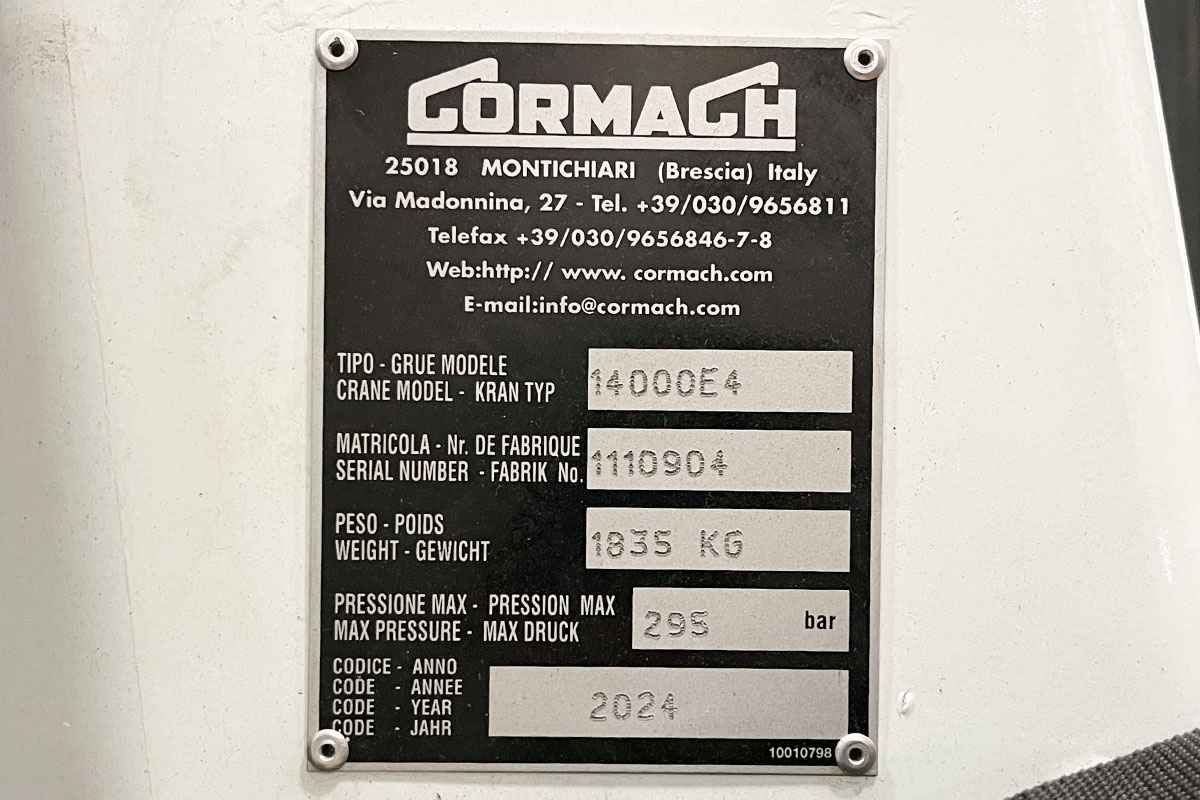 CORMACH
25018 MONTICHIARI (Brescia) Italy
Via Madonnina, 27 - Tel. +39/030/9656811
Telefax +39/030/9656846-7-8
Web:http:// www. cormach.com
E-mail:info@cormach.com
TIPO - GRUE MODELE
CRANE MODEL - KRAN TYP
14000E4
MATRICOLA - Nr. DE FABRIQUE
SERIAL NUMBER - FABRIK No.
1110904
PESO - POIDS
WEIGHT - GEWICHT
1835 KG
PRESSIONE MAX - PRESSION MAX
MAX PRESSURE - MAX DRUCK
295 bar
CODICE - ANNO
CODE - ANNEE
CODE - YEAR
CODE - JAHR
2024
10010798